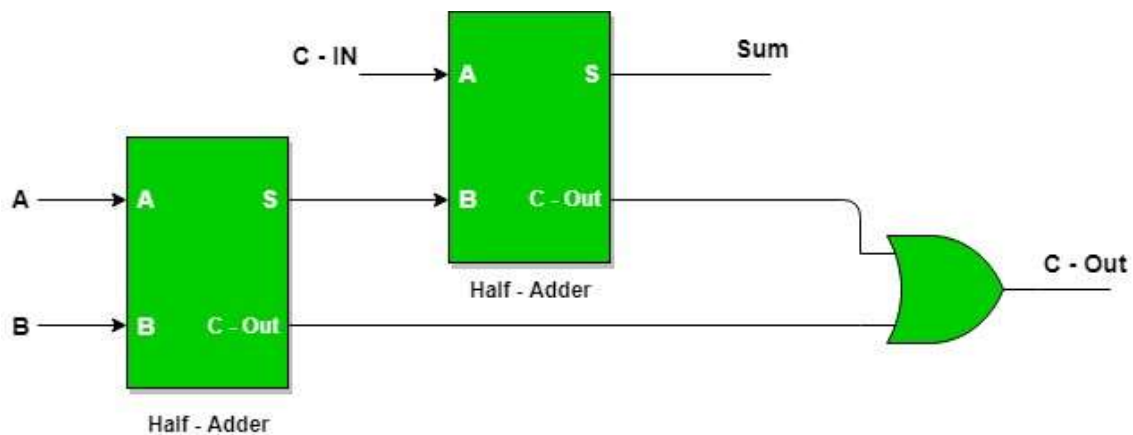 C - IN
A
S
Sum
B
C - Out
Half - Adder
A
A
S
B
B
C - Out
Half - Adder
C - Out